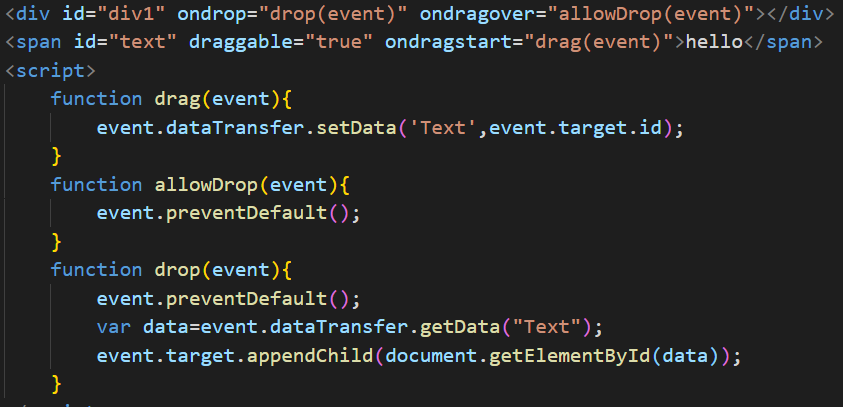 <div id="div1" ondrop="drop(event)" ondragover="allowDrop(event)"></div>
<span id="text" draggable="true" ondragstart="drag(event)">hello</span>
<script>
    function drag(event){
        event.dataTransfer.setData('Text',event.target.id);
    }
    function allowDrop(event){
        event.preventDefault();
    }
    function drop(event){
        event.preventDefault();
        var data=event.dataTransfer.getData("Text");
        event.target.appendChild(document.getElementById(data));
    }